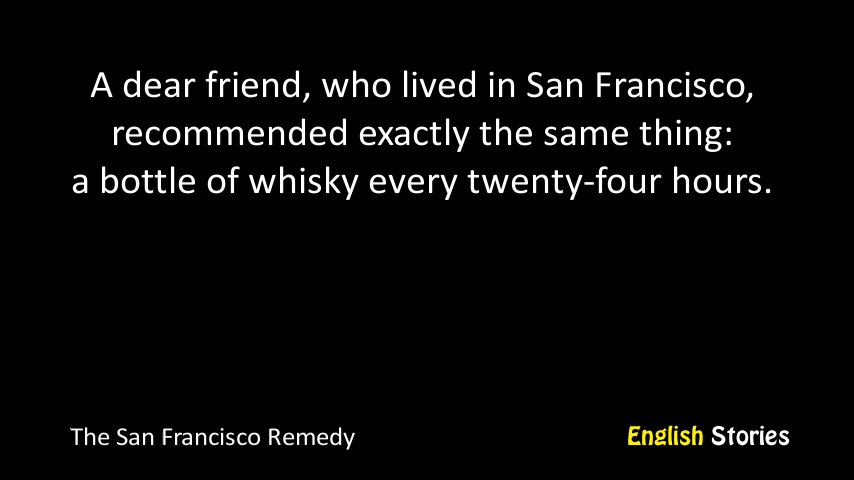 A dear friend, who lived in San Francisco,
recommended exactly the same thing:
a bottle of whisky every twenty-four hours.
The San Francisco Remedy
English Stories